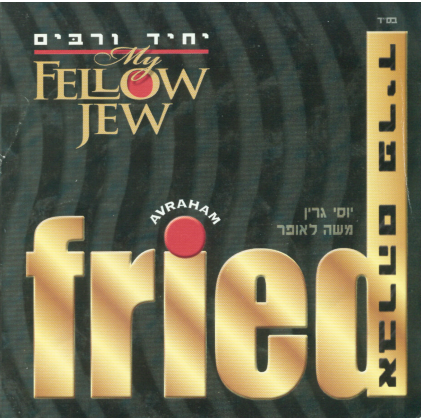 בס״ד
יחיד ורבים
My
FELLOW
JEW
אברהם פריד
יוסי גרין
משה לאופר
AVRAHAM
fried